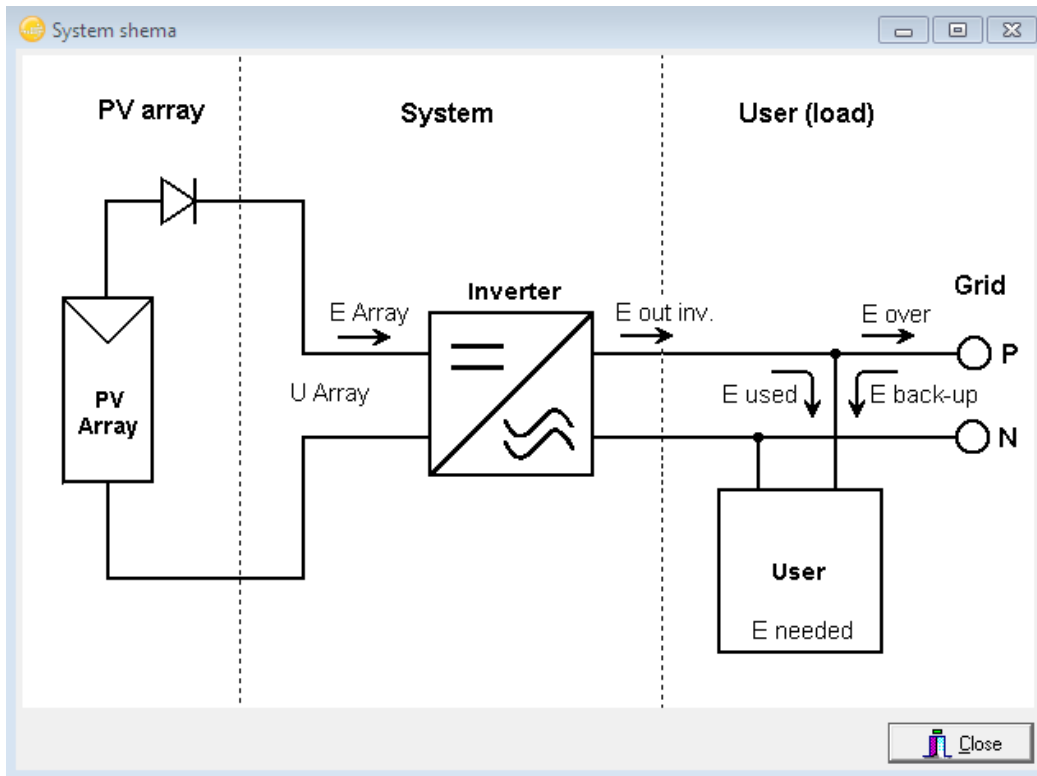 System shema
PV array
System
User (load)
Inverter
Grid
E Array
E out inv.
E over
P
U Array
E used
E back-up
PV
Array
N
User
E needed
Close